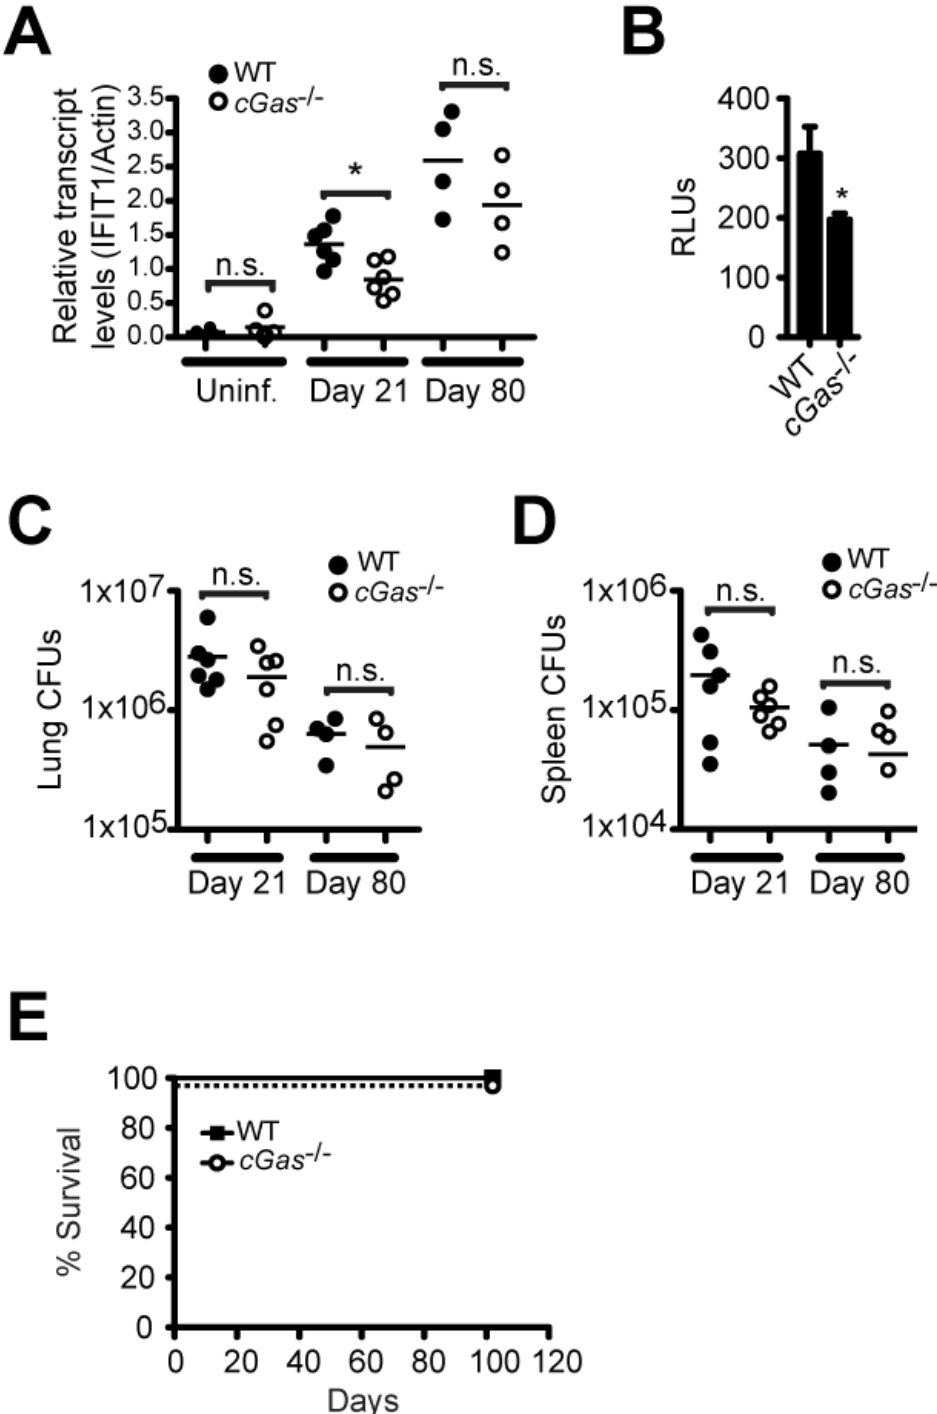 A
Relative transcript
levels (IFIT1/Actin)
3.5
3.0
2.5
2.0
1.5
1.0
0.5
0.0
WT
cGas-/-
n.s.
*
n.s.
Uninf.
Day 21
Day 80
B
RLUs
400
300
200
100
0
*
WT
cGas-/-
C
Lung CFUs
1x107
1x106
1x105
WT
cGas-/-
n.s.
n.s.
Day 21
Day 80
D
Spleen CFUs
1x106
1x105
1x104
WT
cGas-/-
n.s.
n.s.
Day 21
Day 80
E
% Survival
100
80
60
40
20
0
WT
cGas-/-
0 20 40 60 80 100 120
Days